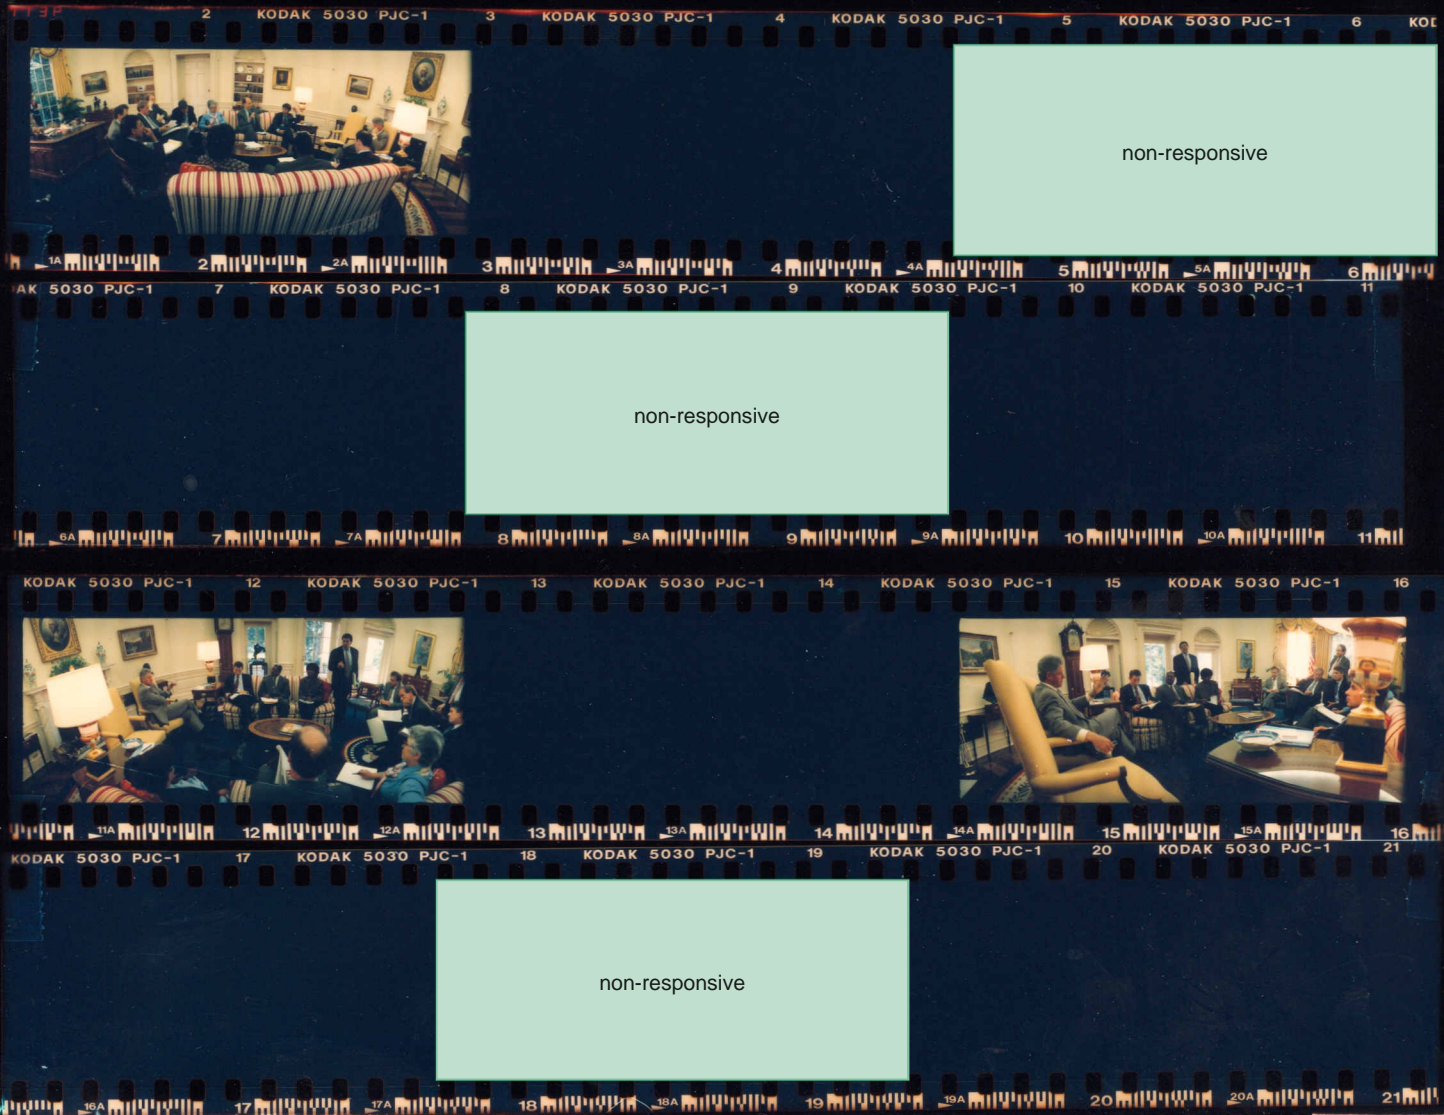 2 KODAK 5030 PJC-1 3 KODAK 5030 PJC-1 4 KODAK 5030 PJC-1 5 KODAK 5030 PJC-1 6 KOD
non-responsive
1A 2 2A 3 3A 4 4A 5 5A 6
AK 5030 PJC-1 7 KODAK 5030 PJC-1 8 KODAK 5030 PJC-1 9 KODAK 5030 PJC-1 10 KODAK 5030 PJC-1 11
non-responsive
6A 7 7A 8 8A 9 9A 10 10A 11
KODAK 5030 PJC-1 12 KODAK 5030 PJC-1 13 KODAK 5030 PJC-1 14 KODAK 5030 PJC-1 15 KODAK 5030 PJC-1 16
11A 12 12A 13 13A 14 14A 15 15A 16
KODAK 5030 PJC-1 17 KODAK 5030 PJC-1 18 KODAK 5030 PJC-1 19 KODAK 5030 PJC-1 20 KODAK 5030 PJC-1 21
non-responsive
16A 17 17A 18 18A 19 19A 20 20A 21